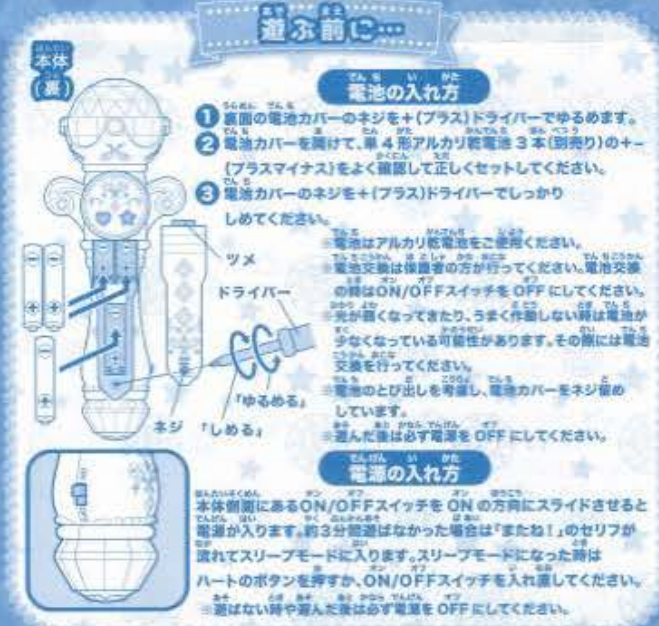 遊ぶ前に…
本体
(裏)
電池の入れ方
❶ 裏面の電池カバーのネジを+(プラス)ドライバーでゆるめます。
❷ 電池カバーを開けて、単4形アルカリ乾電池3本(別売り)の+−
(プラスマイナス)をよく確認して正しくセットしてください。
❸ 電池カバーのネジを+(プラス)ドライバーでしっかり
しめてください。
※電池はアルカリ乾電池をご使用ください。
※電池交換は保護者の方が行ってください。電池交換
の時はON/OFFスイッチをOFFにしてください。
※光が弱くなってきたり、うまく作動しない時は電池が
少なくなっている可能性があります。その際には電池
交換を行ってください。
※電池のとび出しを考慮し、電池カバーをネジ留め
しています。
※遊んだ後は必ず電源をOFFにしてください。
ツメ
ドライバー
「ゆるめる」
ネジ
「しめる」
電源の入れ方
本体側面にあるON/OFFスイッチをONの方向にスライドさせると
電源が入ります。約3分間遊ばなかった場合は「またね!」のセリフが
流れてスリープモードに入ります。スリープモードになった時は
ハートのボタンを押すか、ON/OFFスイッチを入れ直してください。
※遊ばない時や遊んだ後は必ず電源をOFFにしてください。